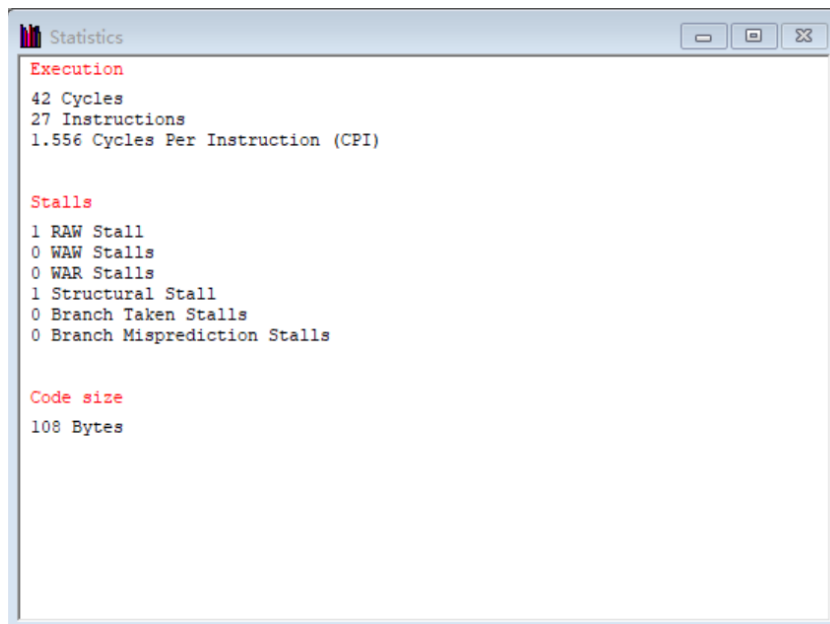 Statistics
Execution
42 Cycles
27 Instructions
1.556 Cycles Per Instruction (CPI)
Stalls
1 RAW Stall
0 WAW Stalls
0 WAR Stalls
1 Structural Stall
0 Branch Taken Stalls
0 Branch Misprediction Stalls
Code size
108 Bytes